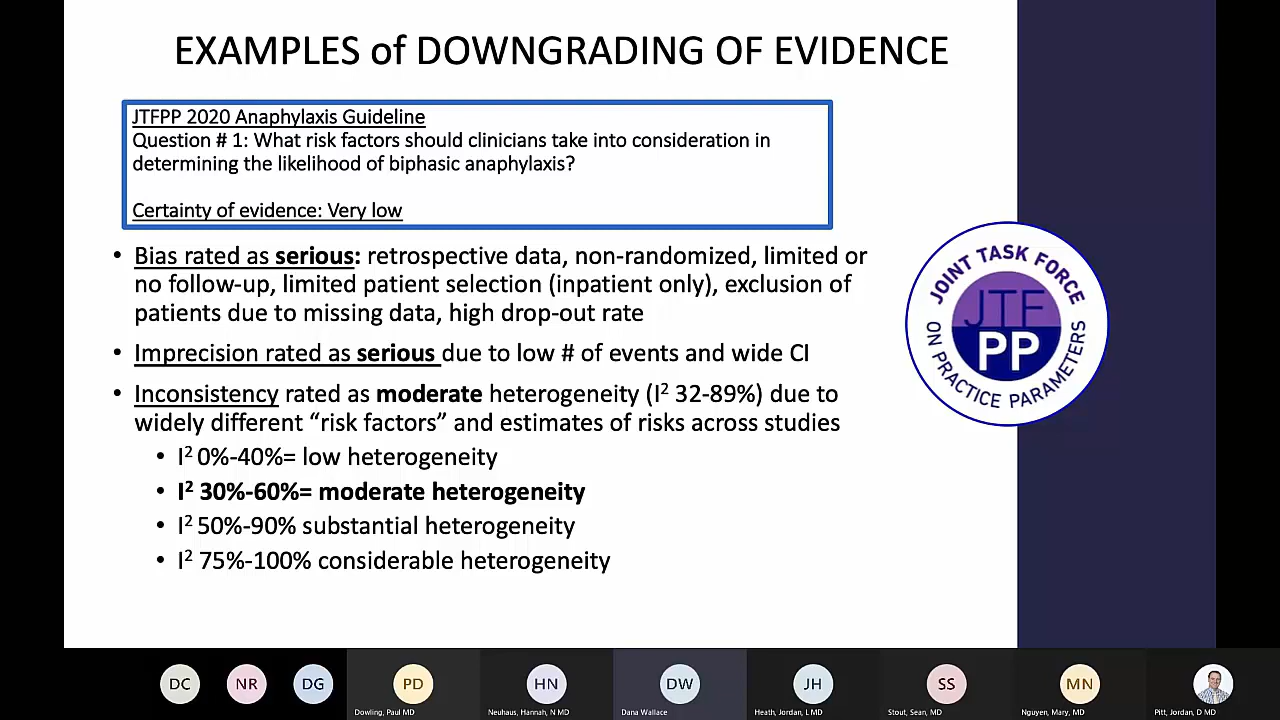 EXAMPLES of DOWNGRADING OF EVIDENCE
JTFPP 2020 Anaphylaxis Guideline
Question # 1: What risk factors should clinicians take into consideration in
determining the likelihood of biphasic anaphylaxis?
Certainty of evidence: Very low
• Bias rated as serious: retrospective data, non-randomized, limited or
no follow-up, limited patient selection (inpatient only), exclusion of
patients due to missing data, high drop-out rate
• Imprecision rated as serious due to low # of events and wide CI
• Inconsistency rated as moderate heterogeneity (I² 32-89%) due to
widely different “risk factors” and estimates of risks across studies
• I² 0%-40%= low heterogeneity
• I² 30%-60%= moderate heterogeneity
• I² 50%-90% substantial heterogeneity
• I² 75%-100% considerable heterogeneity
JOINT TASK FORCE
JTF
PP
ON PRACTICE PARAMETERS
DC
NR
DG
PD
HN
DW
JH
SS
MN
Dowling, Paul MD
Neuhaus, Hannah, N MD
Dana Wallace
Heath, Jordan, L MD
Stout, Sean, MD
Nguyen, Mary, MD
Pitt, Jordan, D MD